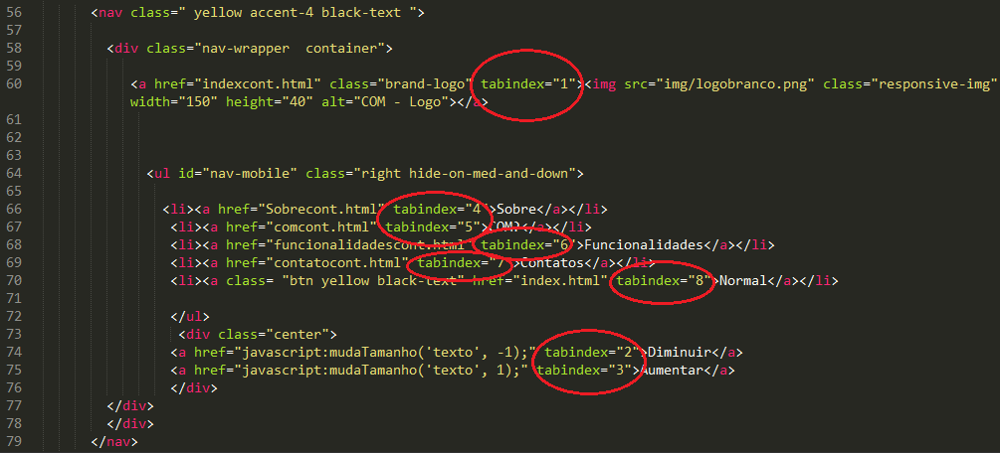 56 <nav class=" yellow accent-4 black-text ">
57
58 <div class="nav-wrapper  container">
59
60 <a href="indexcont.html" class="brand-logo" tabindex="1"><img src="img/logobranco.png" class="responsive-img"
width="150" height="40" alt="COM - Logo"></a>
61
62
63
64 <ul id="nav-mobile" class="right hide-on-med-and-down">
65
66 <li><a href="Sobrecont.html" tabindex="4">Sobre</a></li>
67 <li><a href="comcont.html" tabindex="5">COM)</a></li>
68 <li><a href="funcionalidadescont.html" tabindex="6">Funcionalidades</a></li>
69 <li><a href="contatocont.html" tabindex="7">Contatos</a></li>
70 <li><a class= "btn yellow black-text" href="index.html" tabindex="8">Normal</a></li>
71
72 </ul>
73 <div class="center">
74 <a href="javascript:mudaTamanho('texto', -1);" tabindex="2">Diminuir</a>
75 <a href="javascript:mudaTamanho('texto', 1);" tabindex="3">Aumentar</a>
76 </div>
77 </div>
78 </div>
79 </nav>